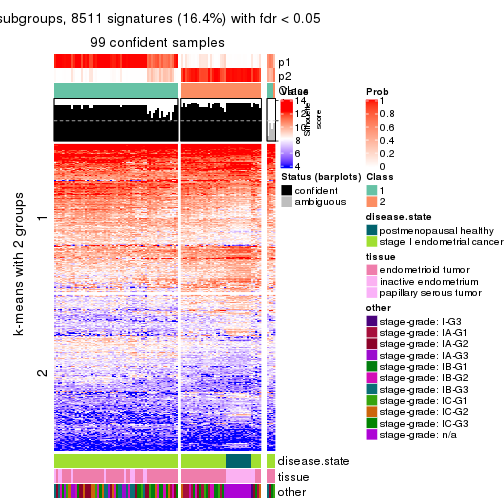 subgroups, 8511 signatures (16.4%) with fdr < 0.05
99 confident samples
p1
p2
Class
Silhouette
score
k-means with 2 groups
1
2
disease.state
tissue
other
Value
14
12
10
8
6
4
Prob
1
0.8
0.6
0.4
0.2
0
Status (barplots)
confident
ambiguous
Class
1
2
disease.state
postmenopausal healthy
stage I endometrial cancer
tissue
endometrioid tumor
inactive endometrium
papillary serous tumor
other
stage-grade: I-G3
stage-grade: IA-G1
stage-grade: IA-G2
stage-grade: IA-G3
stage-grade: IB-G1
stage-grade: IB-G2
stage-grade: IB-G3
stage-grade: IC-G1
stage-grade: IC-G2
stage-grade: IC-G3
stage-grade: n/a